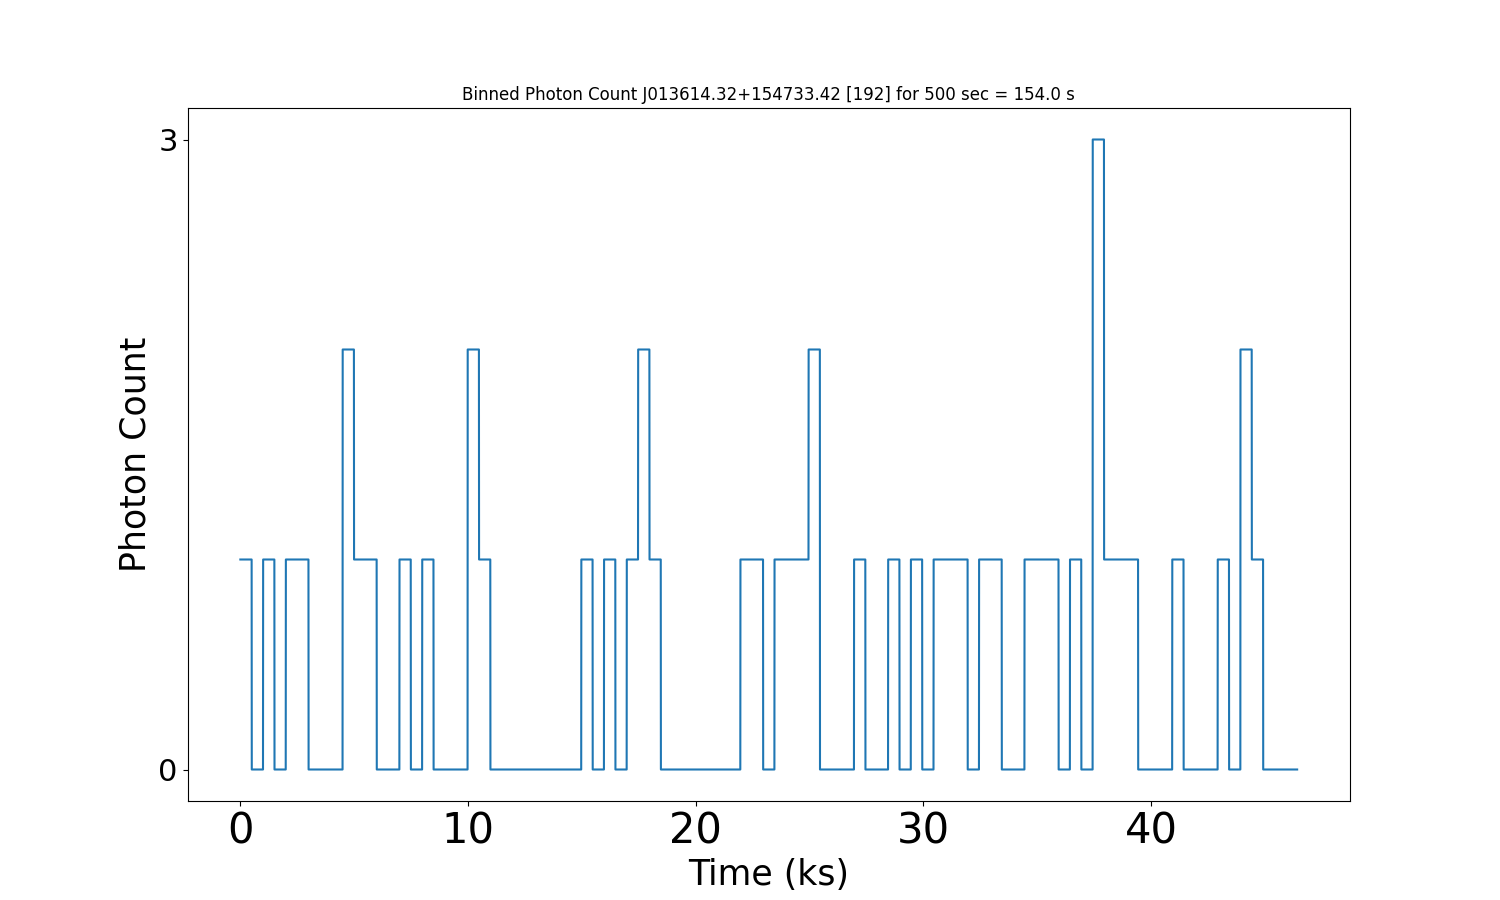 Binned Photon Count J013614.32+154733.42 [192] for 500 sec = 154.0 s
3
Photon Count
0
0 10 20 30 40
Time (ks)